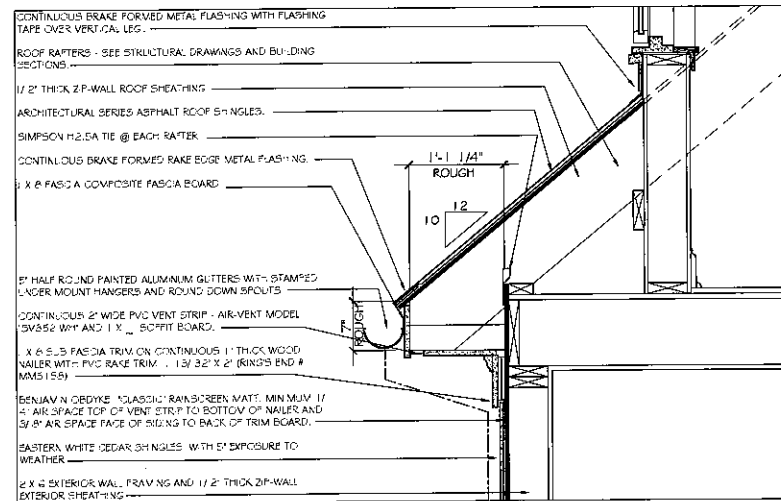 CONTINUOUS BRAKE FORMED METAL FLASHING WITH FLASHING
TAPE OVER VERTICAL LEG.
ROOF RAFTERS - SEE STRUCTURAL DRAWINGS AND BUILDING
SECTIONS.
1/2" THICK ZIP-WALL ROOF SHEATHING
ARCHITECTURAL SERIES ASPHALT ROOF SHINGLES.
SIMPSON H2.5A TIE @ EACH RAFTER
CONTINUOUS BRAKE FORMED RAKE EDGE METAL FLASHING.
1 X 8 FASCIA COMPOSITE FASCIA BOARD
1'-1 1/4"
ROUGH
12
10
5" HALF ROUND PAINTED ALUMINUM GUTTERS WITH STAMPED
UNDER MOUNT HANGERS AND ROUND DOWN SPOUTS
7"
ROUGH
CONTINUOUS 2" WIDE PVC VENT STRIP - AIR-VENT MODEL
"SV352 WH" AND 1 X _ SOFFIT BOARD.
1 X 8 SUB FASCIA TRIM ON CONTINUOUS 1" THICK WOOD
NAILER WITH PVC RAKE TRIM 13/32" X 2" (RING'S END #
BENJAMIN OBDYKE "CLASSIC" RAINSCREEN MATT. MINIMUM 1/
4" AIR SPACE TOP OF VENT STRIP TO BOTTOM OF NAILER AND
3/8" AIR SPACE FACE OF SIDING TO BACK OF TRIM BOARD.
EASTERN WHITE CEDAR SHINGLES WITH 5" EXPOSURE TO
WEATHER
2 X 6 EXTERIOR WALL FRAMING AND 1/2" THICK ZIP-WALL
EXTERIOR SHEATHING